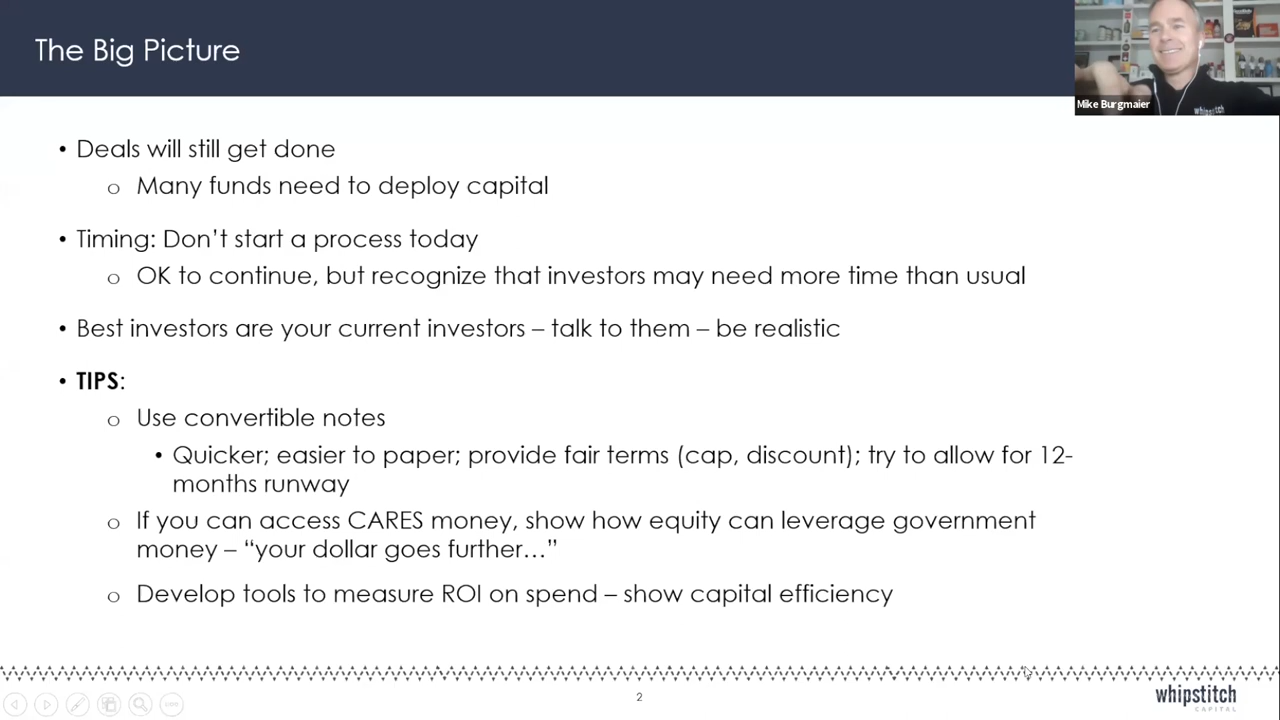 The Big Picture
Mike Burgmaier
whipstitch
• Deals will still get done
o Many funds need to deploy capital
• Timing: Don’t start a process today
o OK to continue, but recognize that investors may need more time than usual
• Best investors are your current investors – talk to them – be realistic
• TIPS:
o Use convertible notes
• Quicker; easier to paper; provide fair terms (cap, discount); try to allow for 12-
months runway
o If you can access CARES money, show how equity can leverage government
money – “your dollar goes further…”
o Develop tools to measure ROI on spend – show capital efficiency
2
whipstitch
CAPITAL